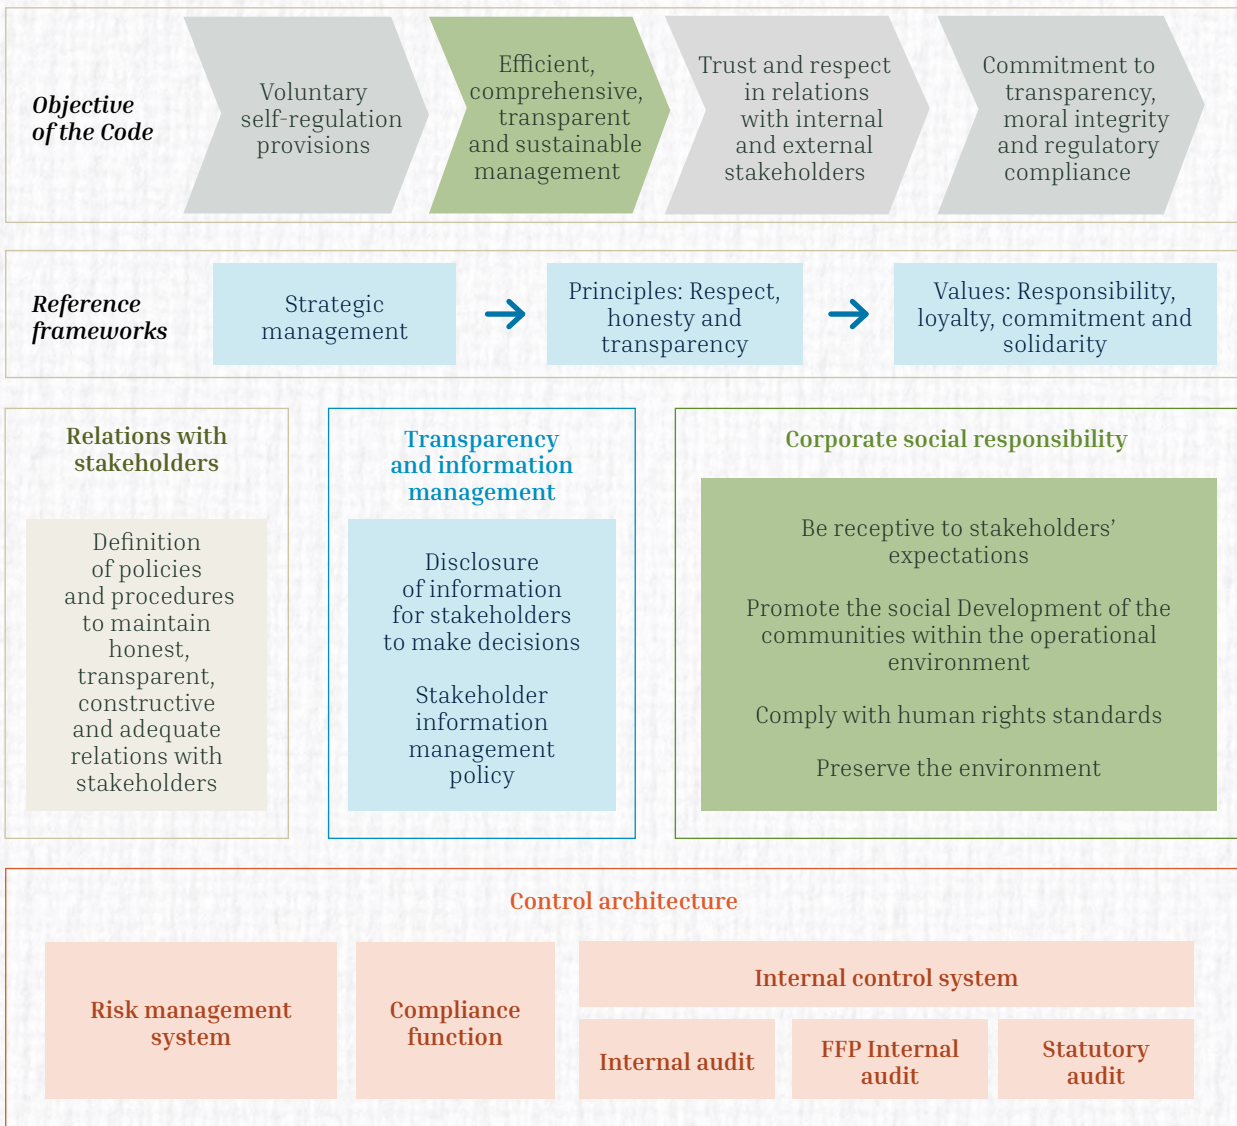 Objective
of the Code
Voluntary
self-regulation
provisions
Efficient,
comprehensive,
transparent
and sustainable
management
Trust and respect
in relations
with internal
and external
stakeholders
Commitment to
transparency,
moral integrity
and regulatory
compliance
Reference
frameworks
Strategic
management
Principles: Respect,
honesty and
transparency
Values: Responsibility,
loyalty, commitment and
solidarity
Relations with
stakeholders
Definition
of policies
and procedures
to maintain
honest,
transparent,
constructive
and adequate
relations with
stakeholders
Transparency
and information
management
Disclosure
of information
for stakeholders
to make decisions
Stakeholder
information
management
policy
Corporate social responsibility
Be receptive to stakeholders’
expectations
Promote the social Development of the
communities within the operational
environment
Comply with human rights standards
Preserve the environment
Control architecture
Risk management
system
Compliance
function
Internal control system
Internal audit
FFP Internal
audit
Statutory
audit